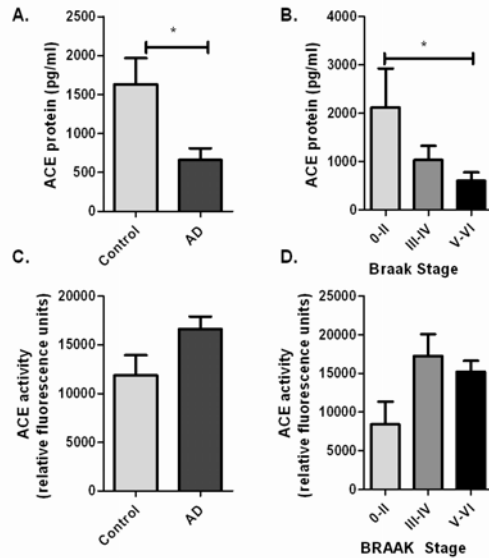 A.
*
ACE protein (pg/ml)
2500
2000
1500
1000
500
0
Control
AD
B.
*
ACE protein (pg/ml)
4000
3000
2000
1000
0
0-II
III-IV
V-VI
Braak Stage
C.
ACE activity
(relative fluorescence units)
20000
15000
10000
5000
0
Control
AD
D.
ACE activity
(relative fluorescence units)
25000
20000
15000
10000
5000
0
0-II
III-IV
V-VI
BRAAK Stage